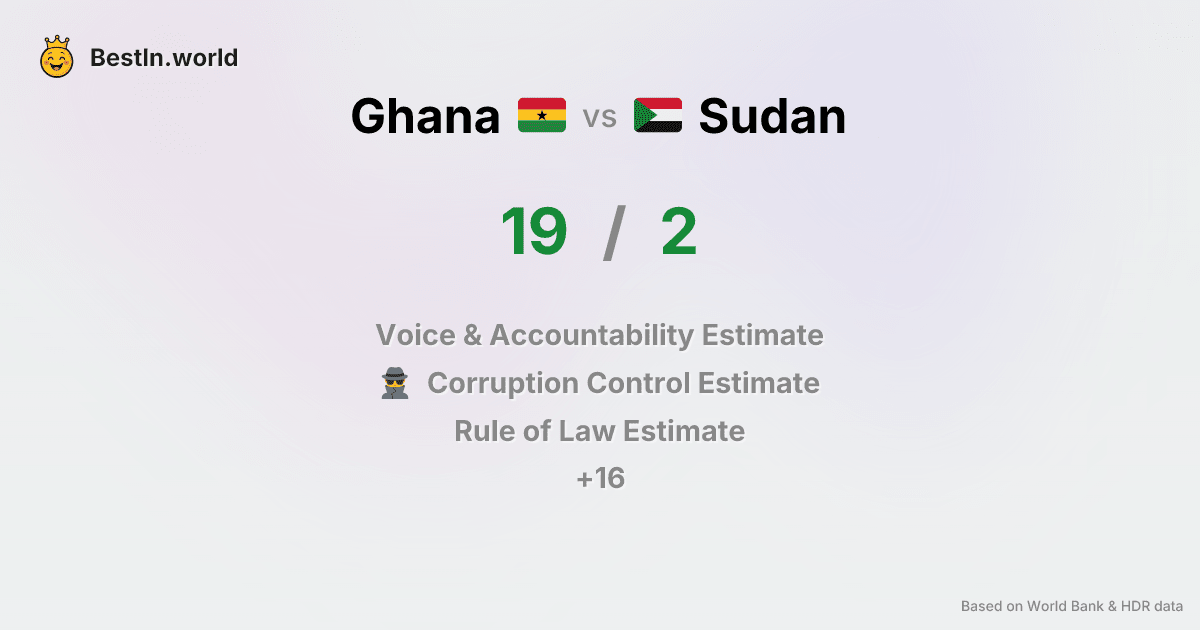 BestIn.world
Ghana vs Sudan
19 / 2
Voice & Accountability Estimate
Corruption Control Estimate
Rule of Law Estimate
+16
Based on World Bank & HDR data